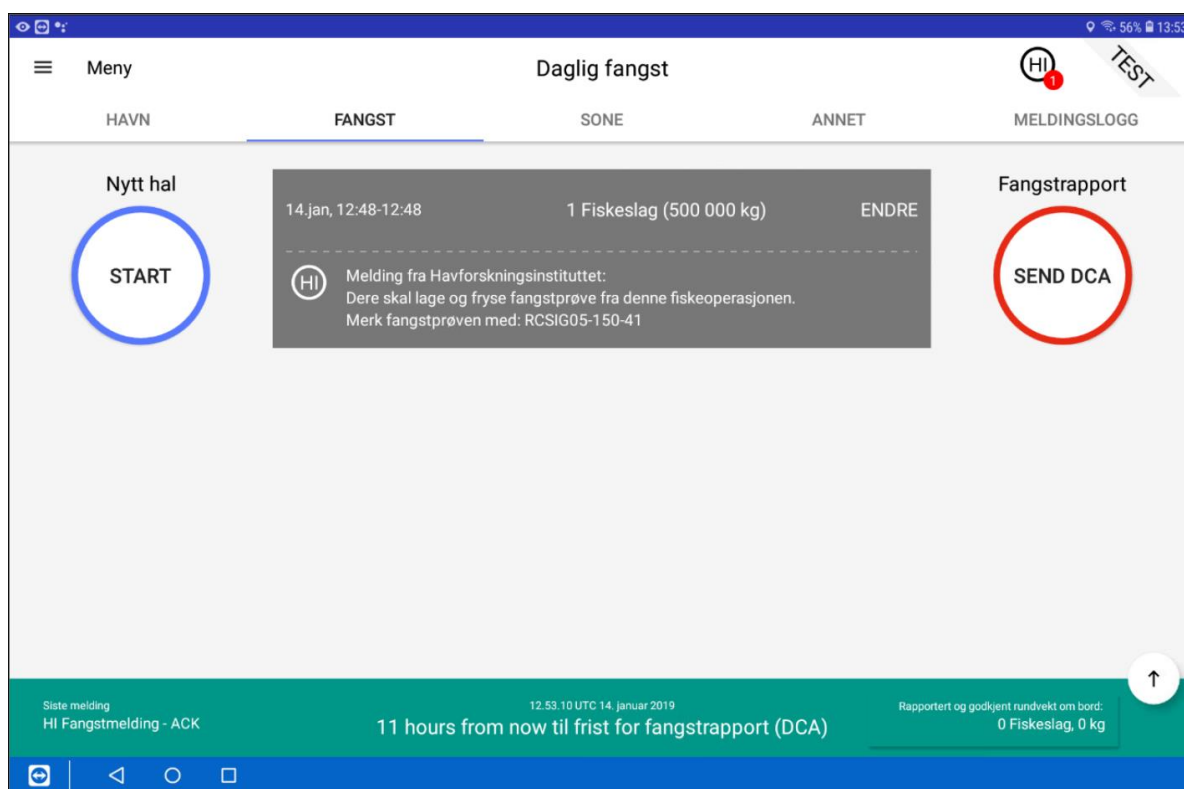 56% 13:53
Meny
Daglig fangst
HI
1
TEST
HAVN
FANGST
SONE
ANNET
MELDINGSLOGG
Nytt hal
START
14.jan, 12:48-12:48
1 Fiskeslag (500 000 kg)
ENDRE
HI
Melding fra Havforskningsinstituttet:
Dere skal lage og fryse fangstprøve fra denne fiskeoperasjonen.
Merk fangstprøven med: RCSIG05-150-41
Fangstrapport
SEND DCA
Siste melding
HI Fangstmelding - ACK
12.53.10 UTC 14. januar 2019
11 hours from now til frist for fangstrapport (DCA)
Rapportert og godkjent rundvekt om bord:
0 Fiskeslag, 0 kg